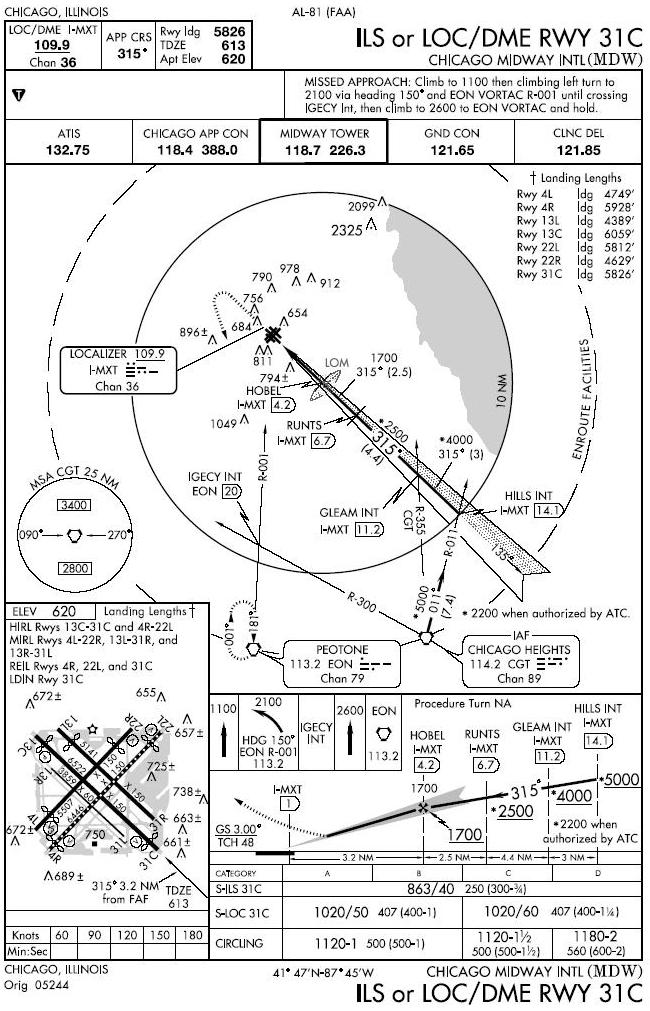 CHICAGO, ILLINOIS
AL-81 (FAA)
LOC/DME I-MXT
109.9
Chan 36
APP CRS
315°
Rwy ldg 5826
TDZE 613
Apt Elev 620
ILS or LOC/DME RWY 31C
CHICAGO MIDWAY INTL (MDW)
T
MISSED APPROACH: Climb to 1100 then climbing left turn to
2100 via heading 150° and EON VORTAC R-001 until crossing
IGECY Int, then climb to 2600 to EON VORTAC and hold.
ATIS
132.75
CHICAGO APP CON
118.4 388.0
MIDWAY TOWER
118.7 226.3
GND CON
121.65
CLNC DEL
121.85
† Landing Lengths
Rwy 4L ldg 4749'
Rwy 4R ldg 5928'
Rwy 13L ldg 4389'
Rwy 13C ldg 6059'
Rwy 22L ldg 5812'
Rwy 22R ldg 4629'
Rwy 31C ldg 5826'
2099
2325
978
790
912
756
654
684
896±
811
794±
1049
LOCALIZER 109.9
I-MXT
Chan 36
LOM
1700
315° (2.5)
HOBEL
I-MXT 4.2
RUNTS
I-MXT 6.7
*2500
315°
(4.4)
*4000
315° (3)
10 NM
ENROUTE FACILITIES
IGECY INT
EON 20
R-001
GLEAM INT
I-MXT 11.2
HILLS INT
I-MXT 14.1
R-355
CGT
R-011
135°
MSA CGT 25 NM
3400
090°
270°
2800
R-300
*5000
011°
(7.4)
*2200 when authorized by ATC.
001°
181°
PEOTONE
113.2 EON
Chan 79
IAF
CHICAGO HEIGHTS
114.2 CGT
Chan 89
ELEV 620
Landing Lengths †
HIRL Rwys 13C-31C and 4R-22L
MIRL Rwys 4L-22R, 13L-31R, and
13R-31L
REIL Rwys 4R, 22L, and 31C
LDIN Rwy 31C
672±
655
657±
725±
738±
663±
661±
672±
689±
750
13C
13L
13R
22R
22L
4L
4R
31L
31C
31R
5141
6522
3859
5507
6446
315° 3.2 NM
from FAF
TDZE
613
Knots 60 90 120 150 180
Min:Sec
1100
2100
HDG 150°
EON R-001
113.2
IGECY
INT
2600
EON
113.2
Procedure Turn NA
HOBEL
I-MXT
4.2
RUNTS
I-MXT
6.7
GLEAM INT
I-MXT
11.2
HILLS INT
I-MXT
14.1
I-MXT
1
1700
315°
*5000
*4000
*2500
1700
*2200 when
authorized by ATC
GS 3.00°
TCH 48
3.2 NM
2.5 NM
4.4 NM
3 NM
CATEGORY A B C D
S-ILS 31C 863/40 250 (300-¾)
S-LOC 31C 1020/50 407 (400-1) 1020/60 407 (400-1¼)
CIRCLING 1120-1 500 (500-1) 1120-1½ 500 (500-1½) 1180-2 560 (600-2)
CHICAGO, ILLINOIS
Orig 05244
41°47'N-87°45'W
CHICAGO MIDWAY INTL (MDW)
ILS or LOC/DME RWY 31C